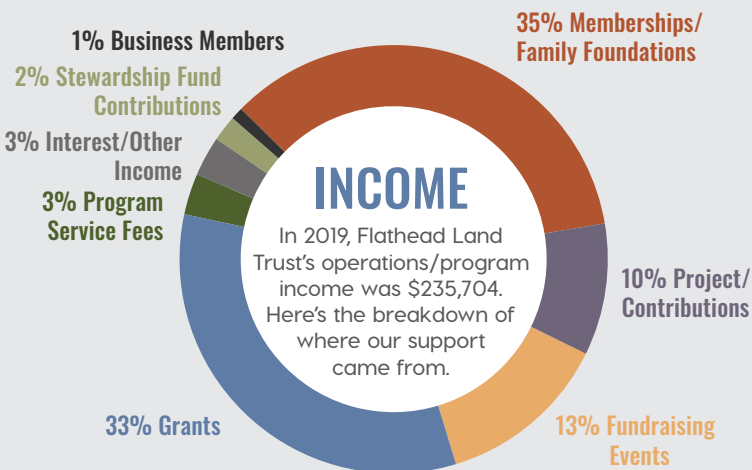 35% Memberships/
Family Foundations
1% Business Members
2% Stewardship Fund
Contributions
3% Interest/Other
Income
3% Program
Service Fees
INCOME
In 2019, Flathead Land
Trust’s operations/program
income was $235,704.
Here’s the breakdown of
where our support
came from.
10% Project/
Contributions
33% Grants
13% Fundraising
Events